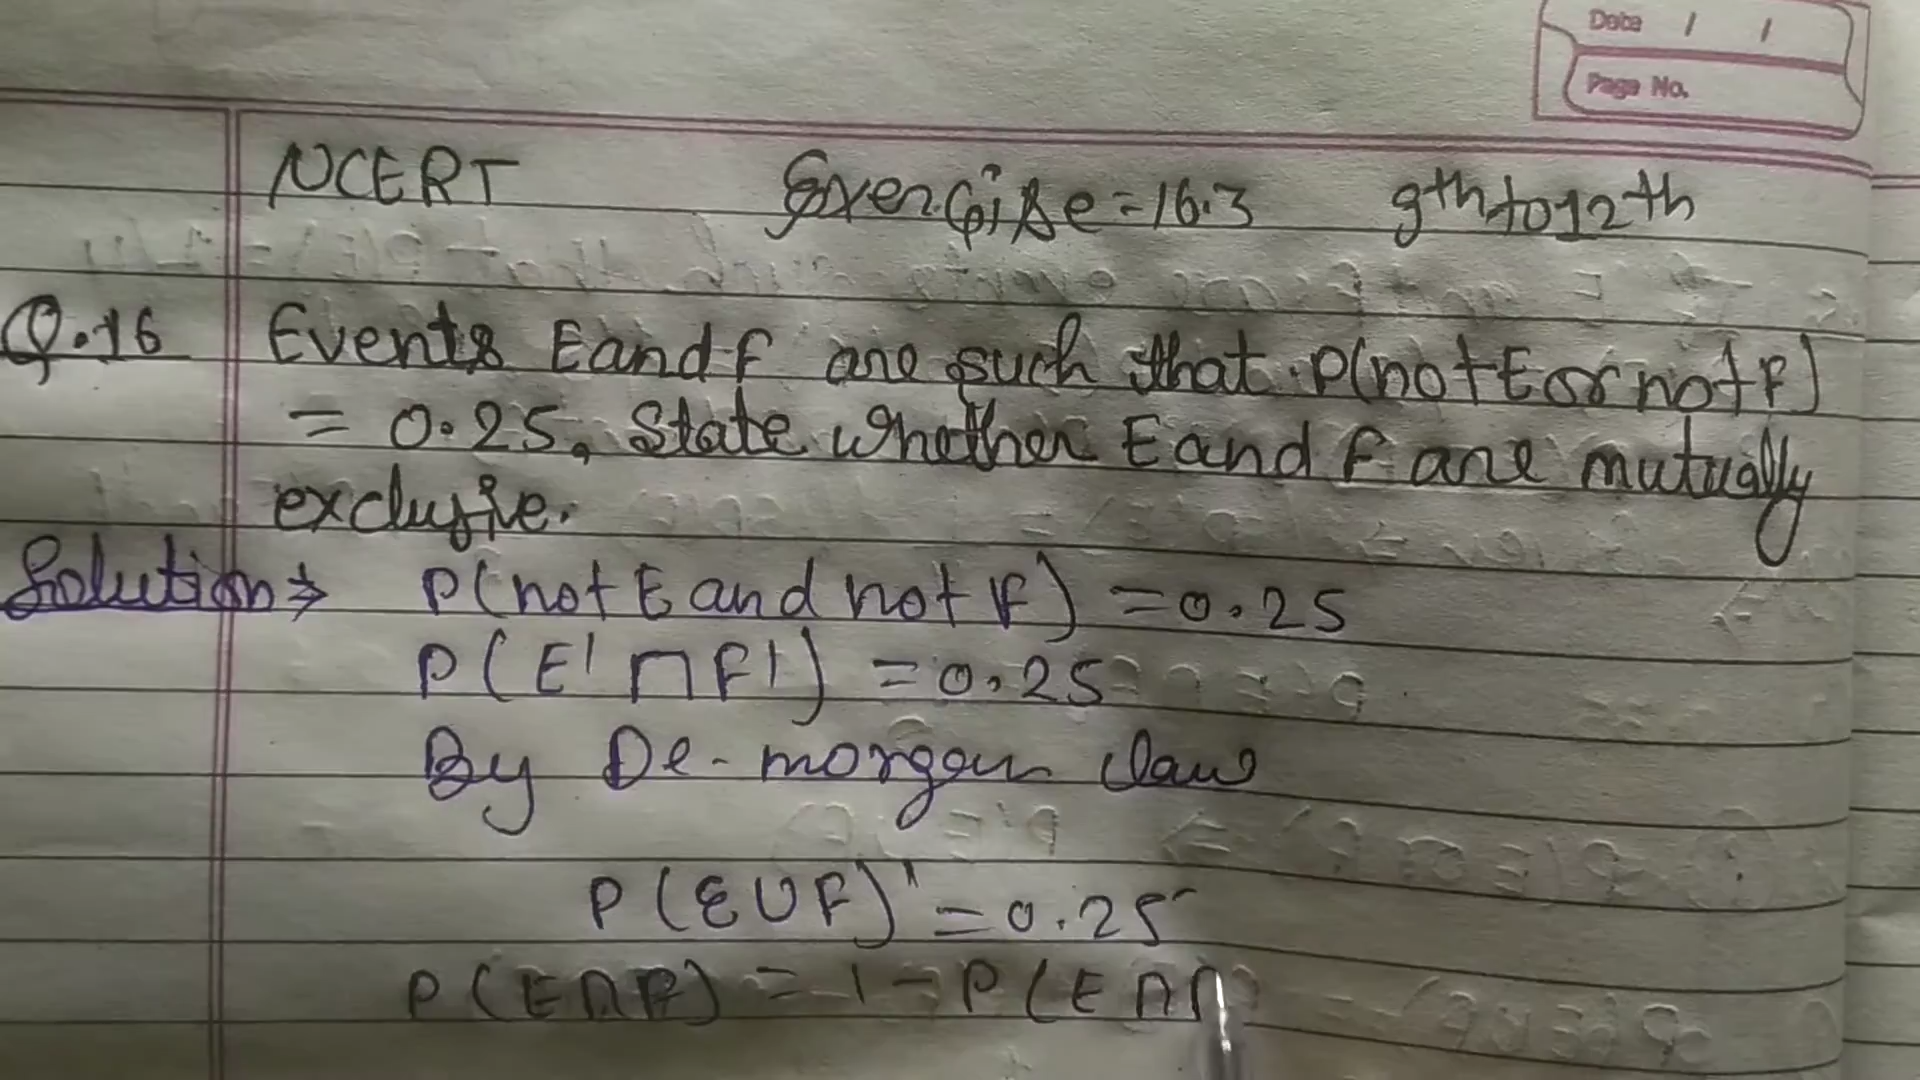 Date / /
Page No.
NCERT Exercise=16.3 9th to 12th
Q.16 Events E and F are such that P(not E or not F)
= 0.25, State whether E and F are mutually
exclusive.
Solution⇒ P(not E and not F) = 0.25
P(E' ∩ F') = 0.25
By De-morgan law
P(E∪F)' = 0.25
P(E∩F) = 1 - P(E∩